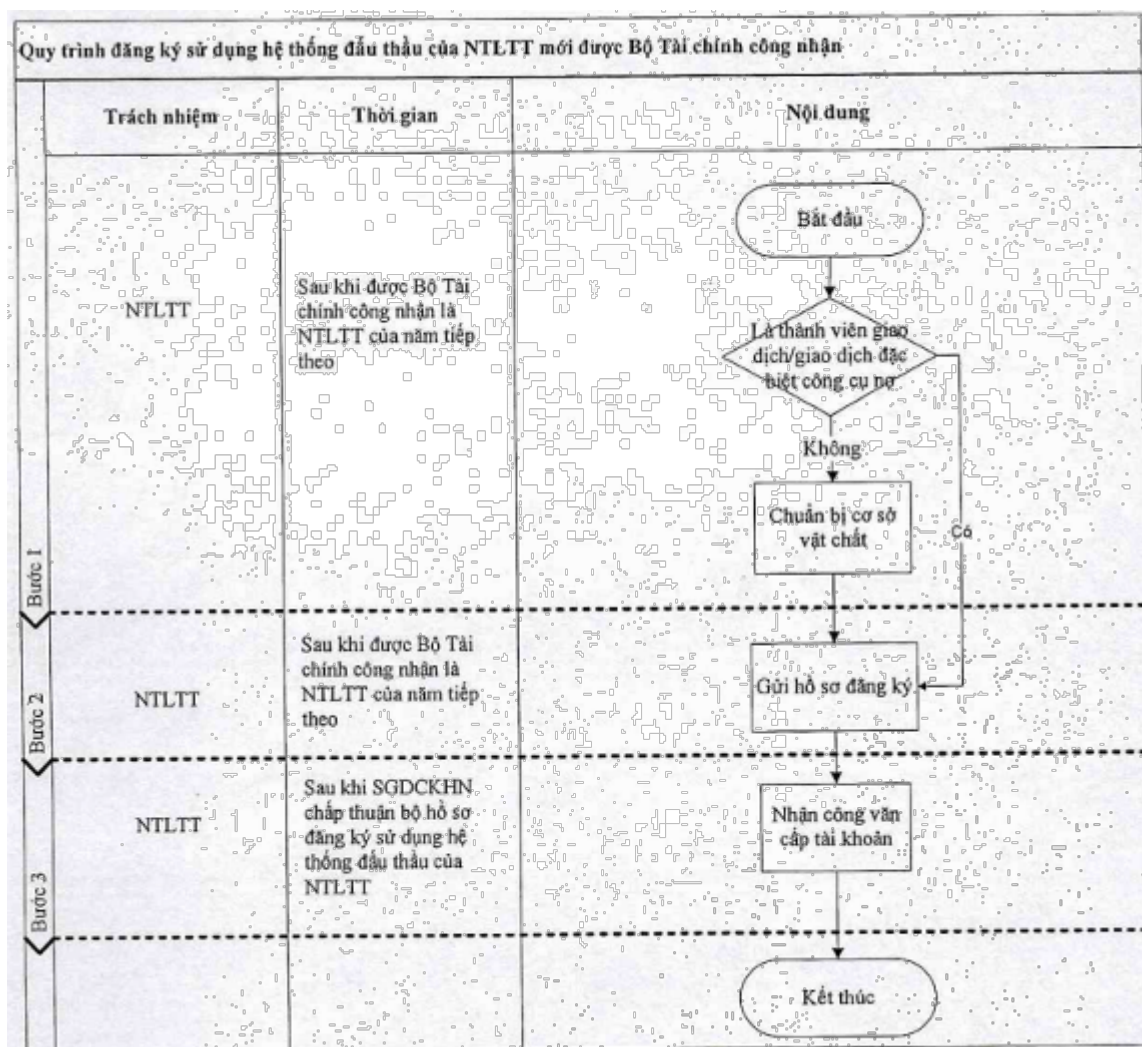 Quy trình đăng ký sử dụng hệ thống đấu thầu của NTLTT mới được Bộ Tài chính công nhận
Trách nhiệm
Thời gian
Nội dung
Bắt đầu
NTLTT
Sau khi được Bộ Tài
chính công nhận là
NTLTT của năm tiếp
theo
Là thành viên giao
dịch/giao dịch đặc
biệt công cụ nợ
Không
Chuẩn bị cơ sở
vật chất
Có
Bước 1
NTLTT
Sau khi được Bộ Tài
chính công nhận là
NTLTT của năm tiếp
theo
Gửi hồ sơ đăng ký
Bước 2
NTLTT
Sau khi SGDCKHN
chấp thuận bộ hồ sơ
đăng ký sử dụng hệ
thống đấu thầu của
NTLTT
Nhận công văn
cấp tài khoản
Bước 3
Kết thúc